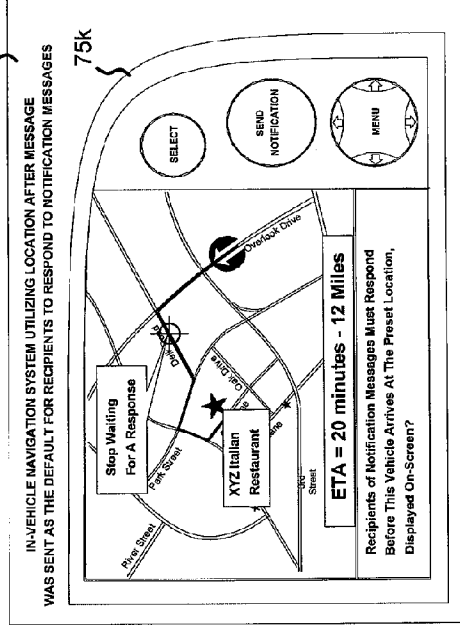 IN-VEHICLE NAVIGATION SYSTEM UTILIZING LOCATION AFTER MESSAGE
WAS SENT AS THE DEFAULT FOR RECIPIENTS TO RESPOND TO NOTIFICATION MESSAGES
75k
Stop Waiting
For A Response
River Street
Park Street
Oak Drive
Overlook Drive
XYZ Italian
Restaurant
Street
ETA = 20 minutes - 12 Miles
Recipients of Notification Messages Must Respond
Before This Vehicle Arrives At The Preset Location,
Displayed On-Screen?
SELECT
SEND
NOTIFICATION
MENU